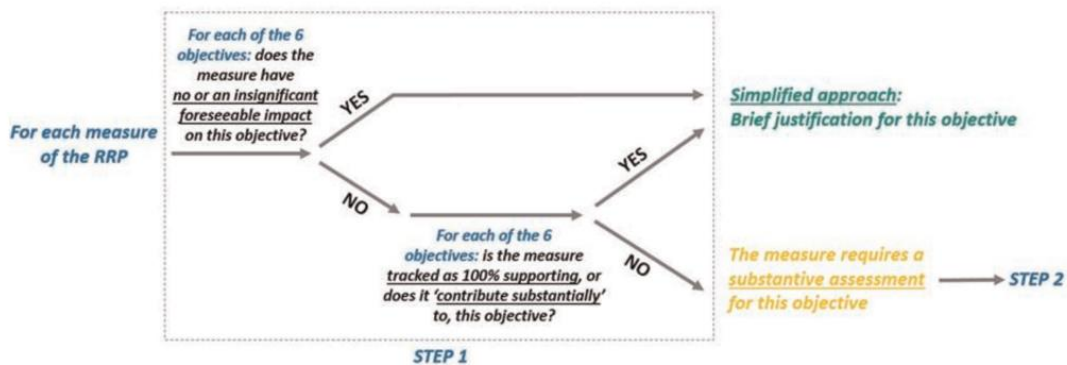 For each of the 6
objectives: does the
measure have
no or an insignificant
foreseeable impact
on this objective?
For each measure
of the RRP
YES
NO
Simplified approach:
Brief justification for this objective
For each of the 6
objectives: is the measure
tracked as 100% supporting, or
does it ‘contribute substantially’
to, this objective?
YES
NO
The measure requires a
substantive assessment
for this objective
STEP 2
STEP 1